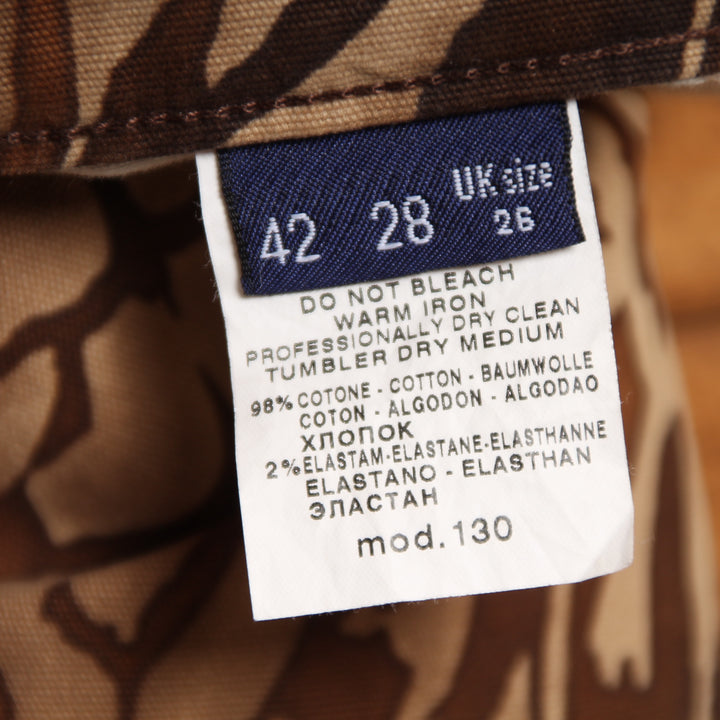 42 28 UK size
26
DO NOT BLEACH
WARM IRON
PROFESSIONALLY DRY CLEAN
TUMBLER DRY MEDIUM
98% COTONE - COTTON - BAUMWOLLE
COTON - ALGODON - ALGODAO
ХЛОПОК
2% ELASTAM-ELASTANE-ELASTHANNE
ELASTANO - ELASTHAN
ЭЛАСТАН
mod. 130